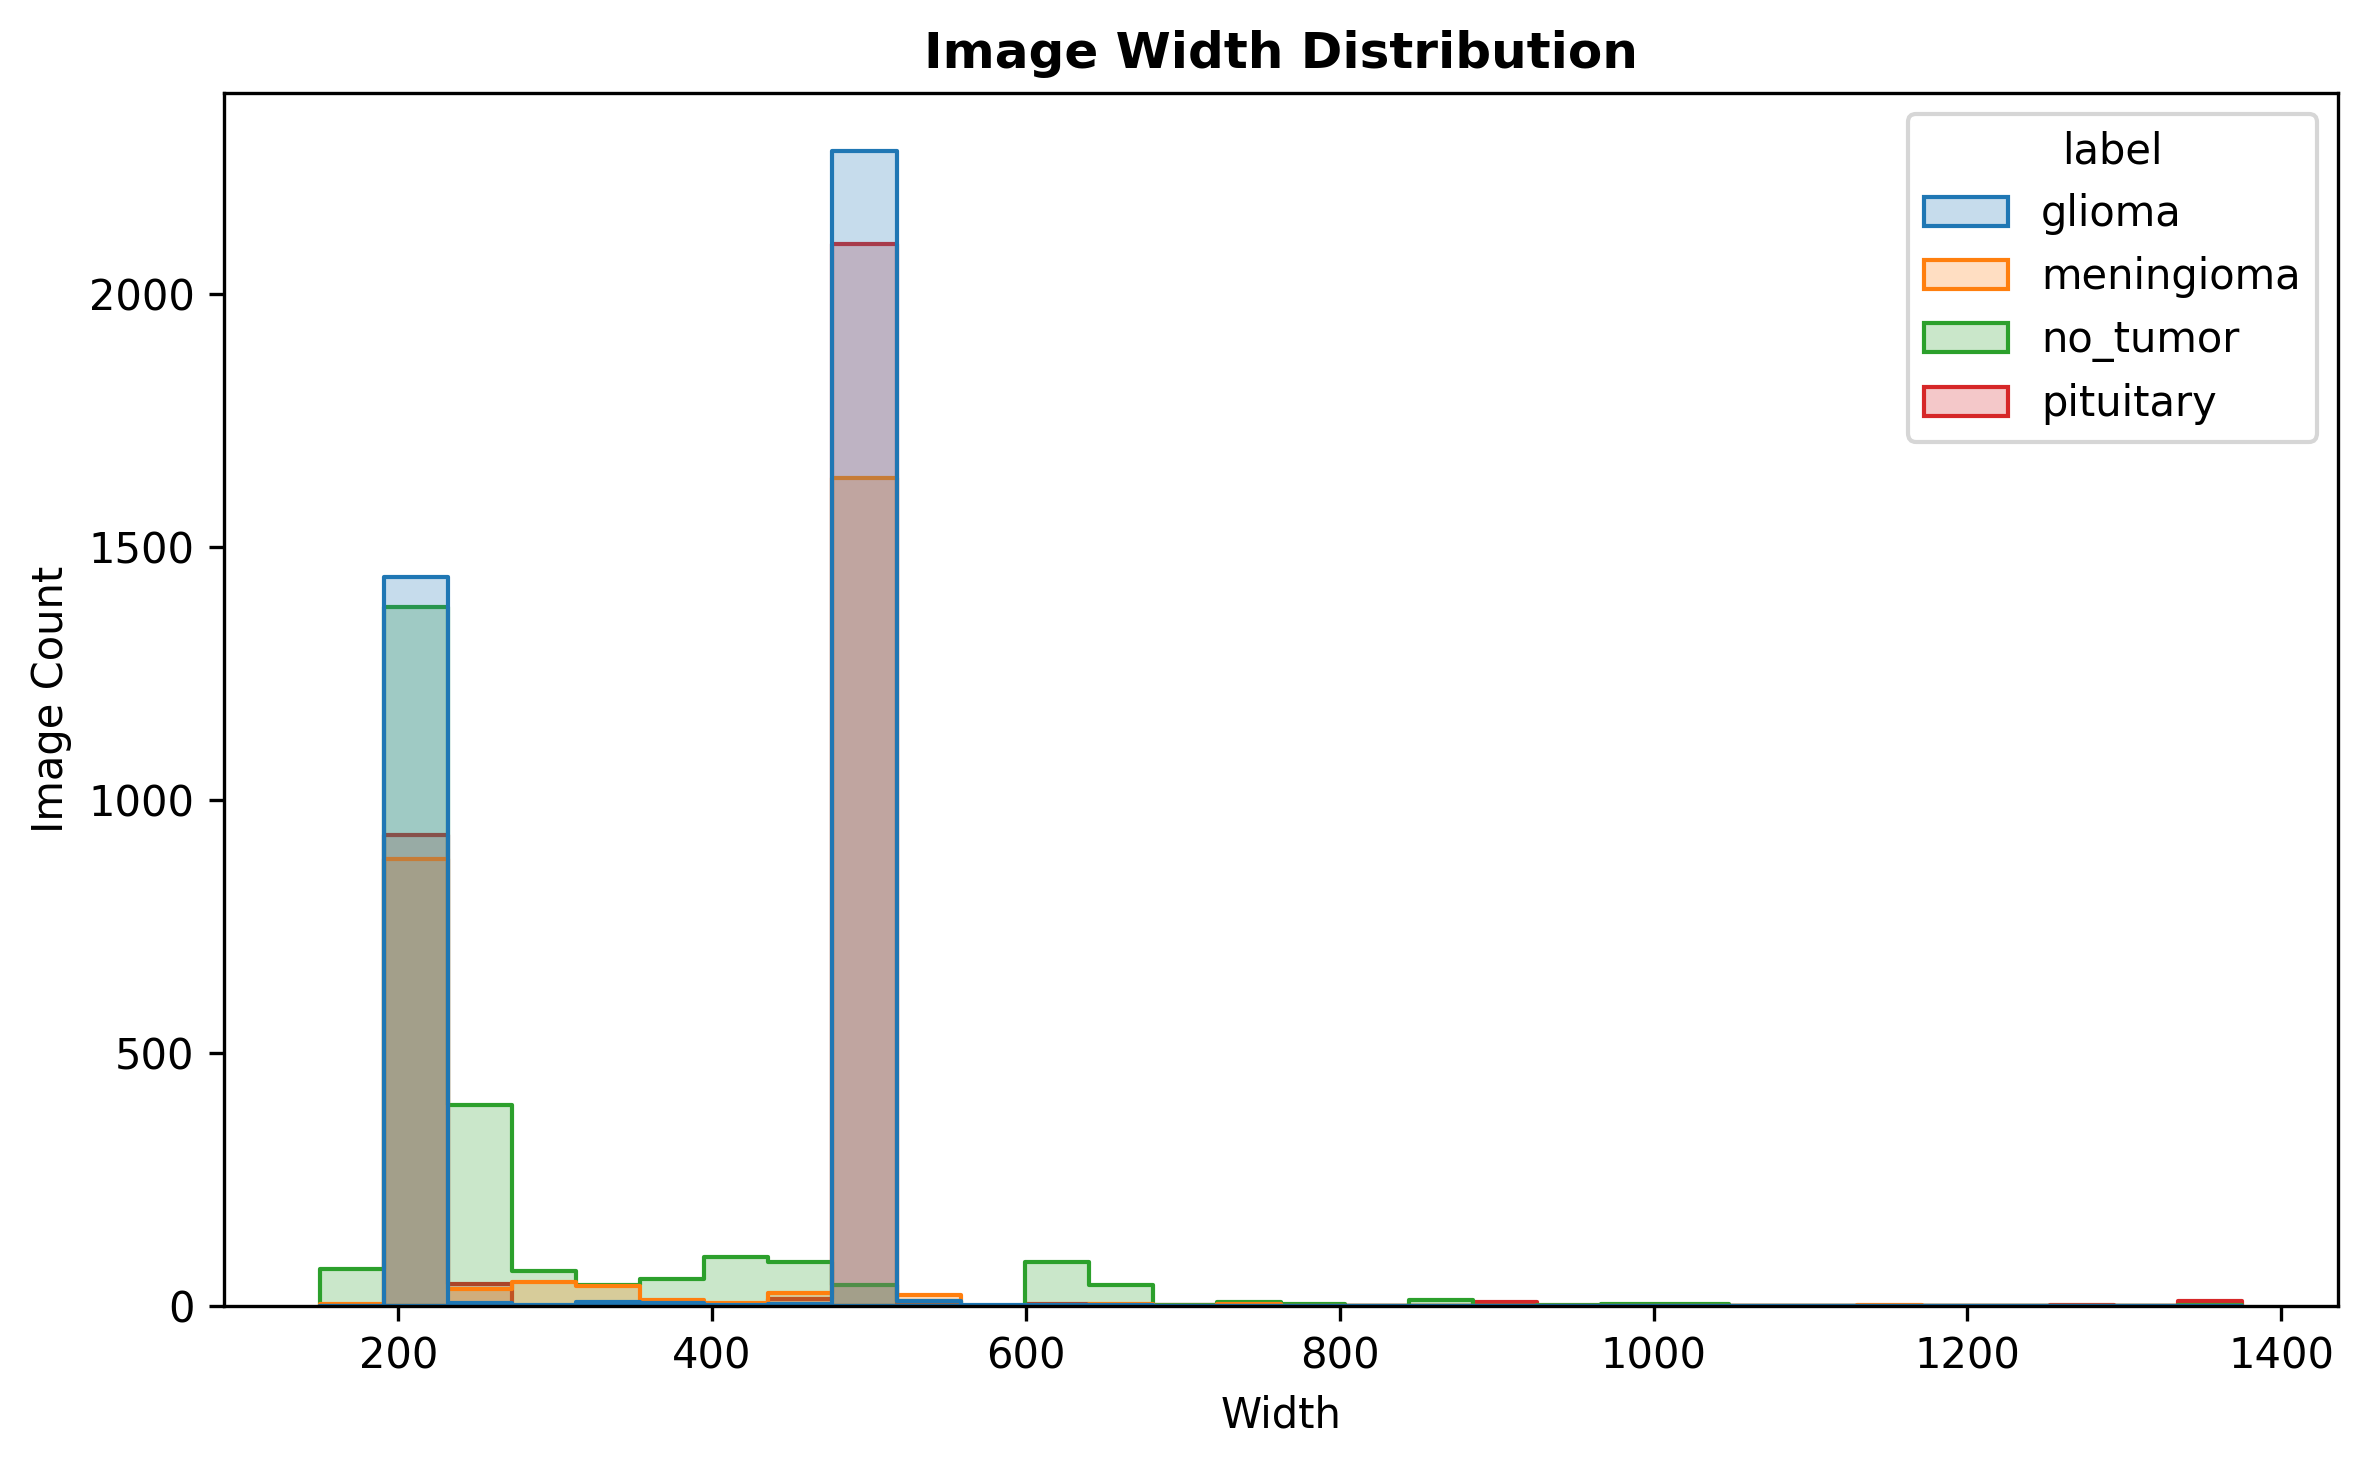 Image Width Distribution
label
glioma
meningioma
no_tumor
pituitary
Image Count
2000
1500
1000
500
0
200 400 600 800 1000 1200 1400
Width